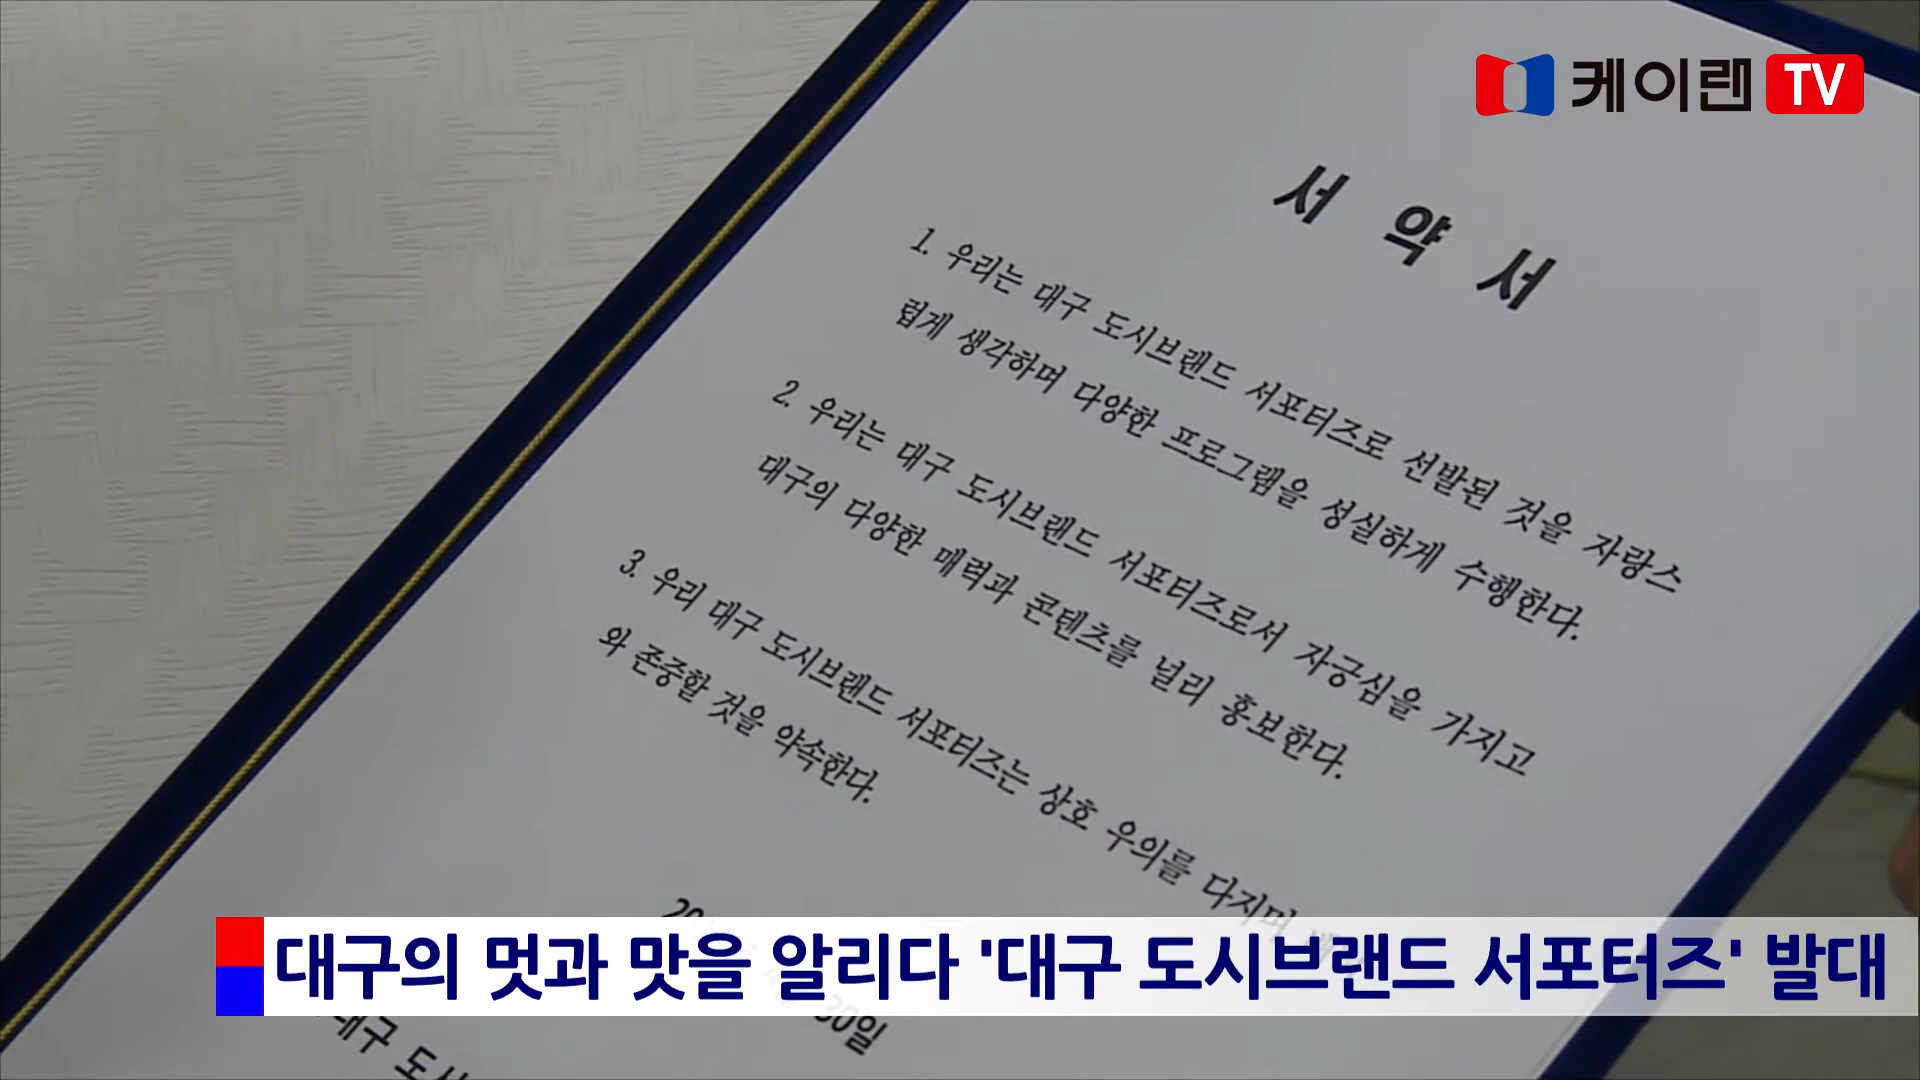 케이랜 TV
서 약 서
1. 우리는 대구 도시브랜드 서포터즈로 선발된 것을 자랑스
럽게 생각하며 다양한 프로그램을 성실하게 수행한다.
2. 우리는 대구 도시브랜드 서포터즈로서 자긍심을 가지고
대구의 다양한 매력과 콘텐츠를 널리 홍보한다.
3. 우리 대구 도시브랜드 서포터즈는 상호 우의를 다지며
와 존중할 것을 약속한다.
대구의 멋과 맛을 알리다 '대구 도시브랜드 서포터즈' 발대
30일
대구